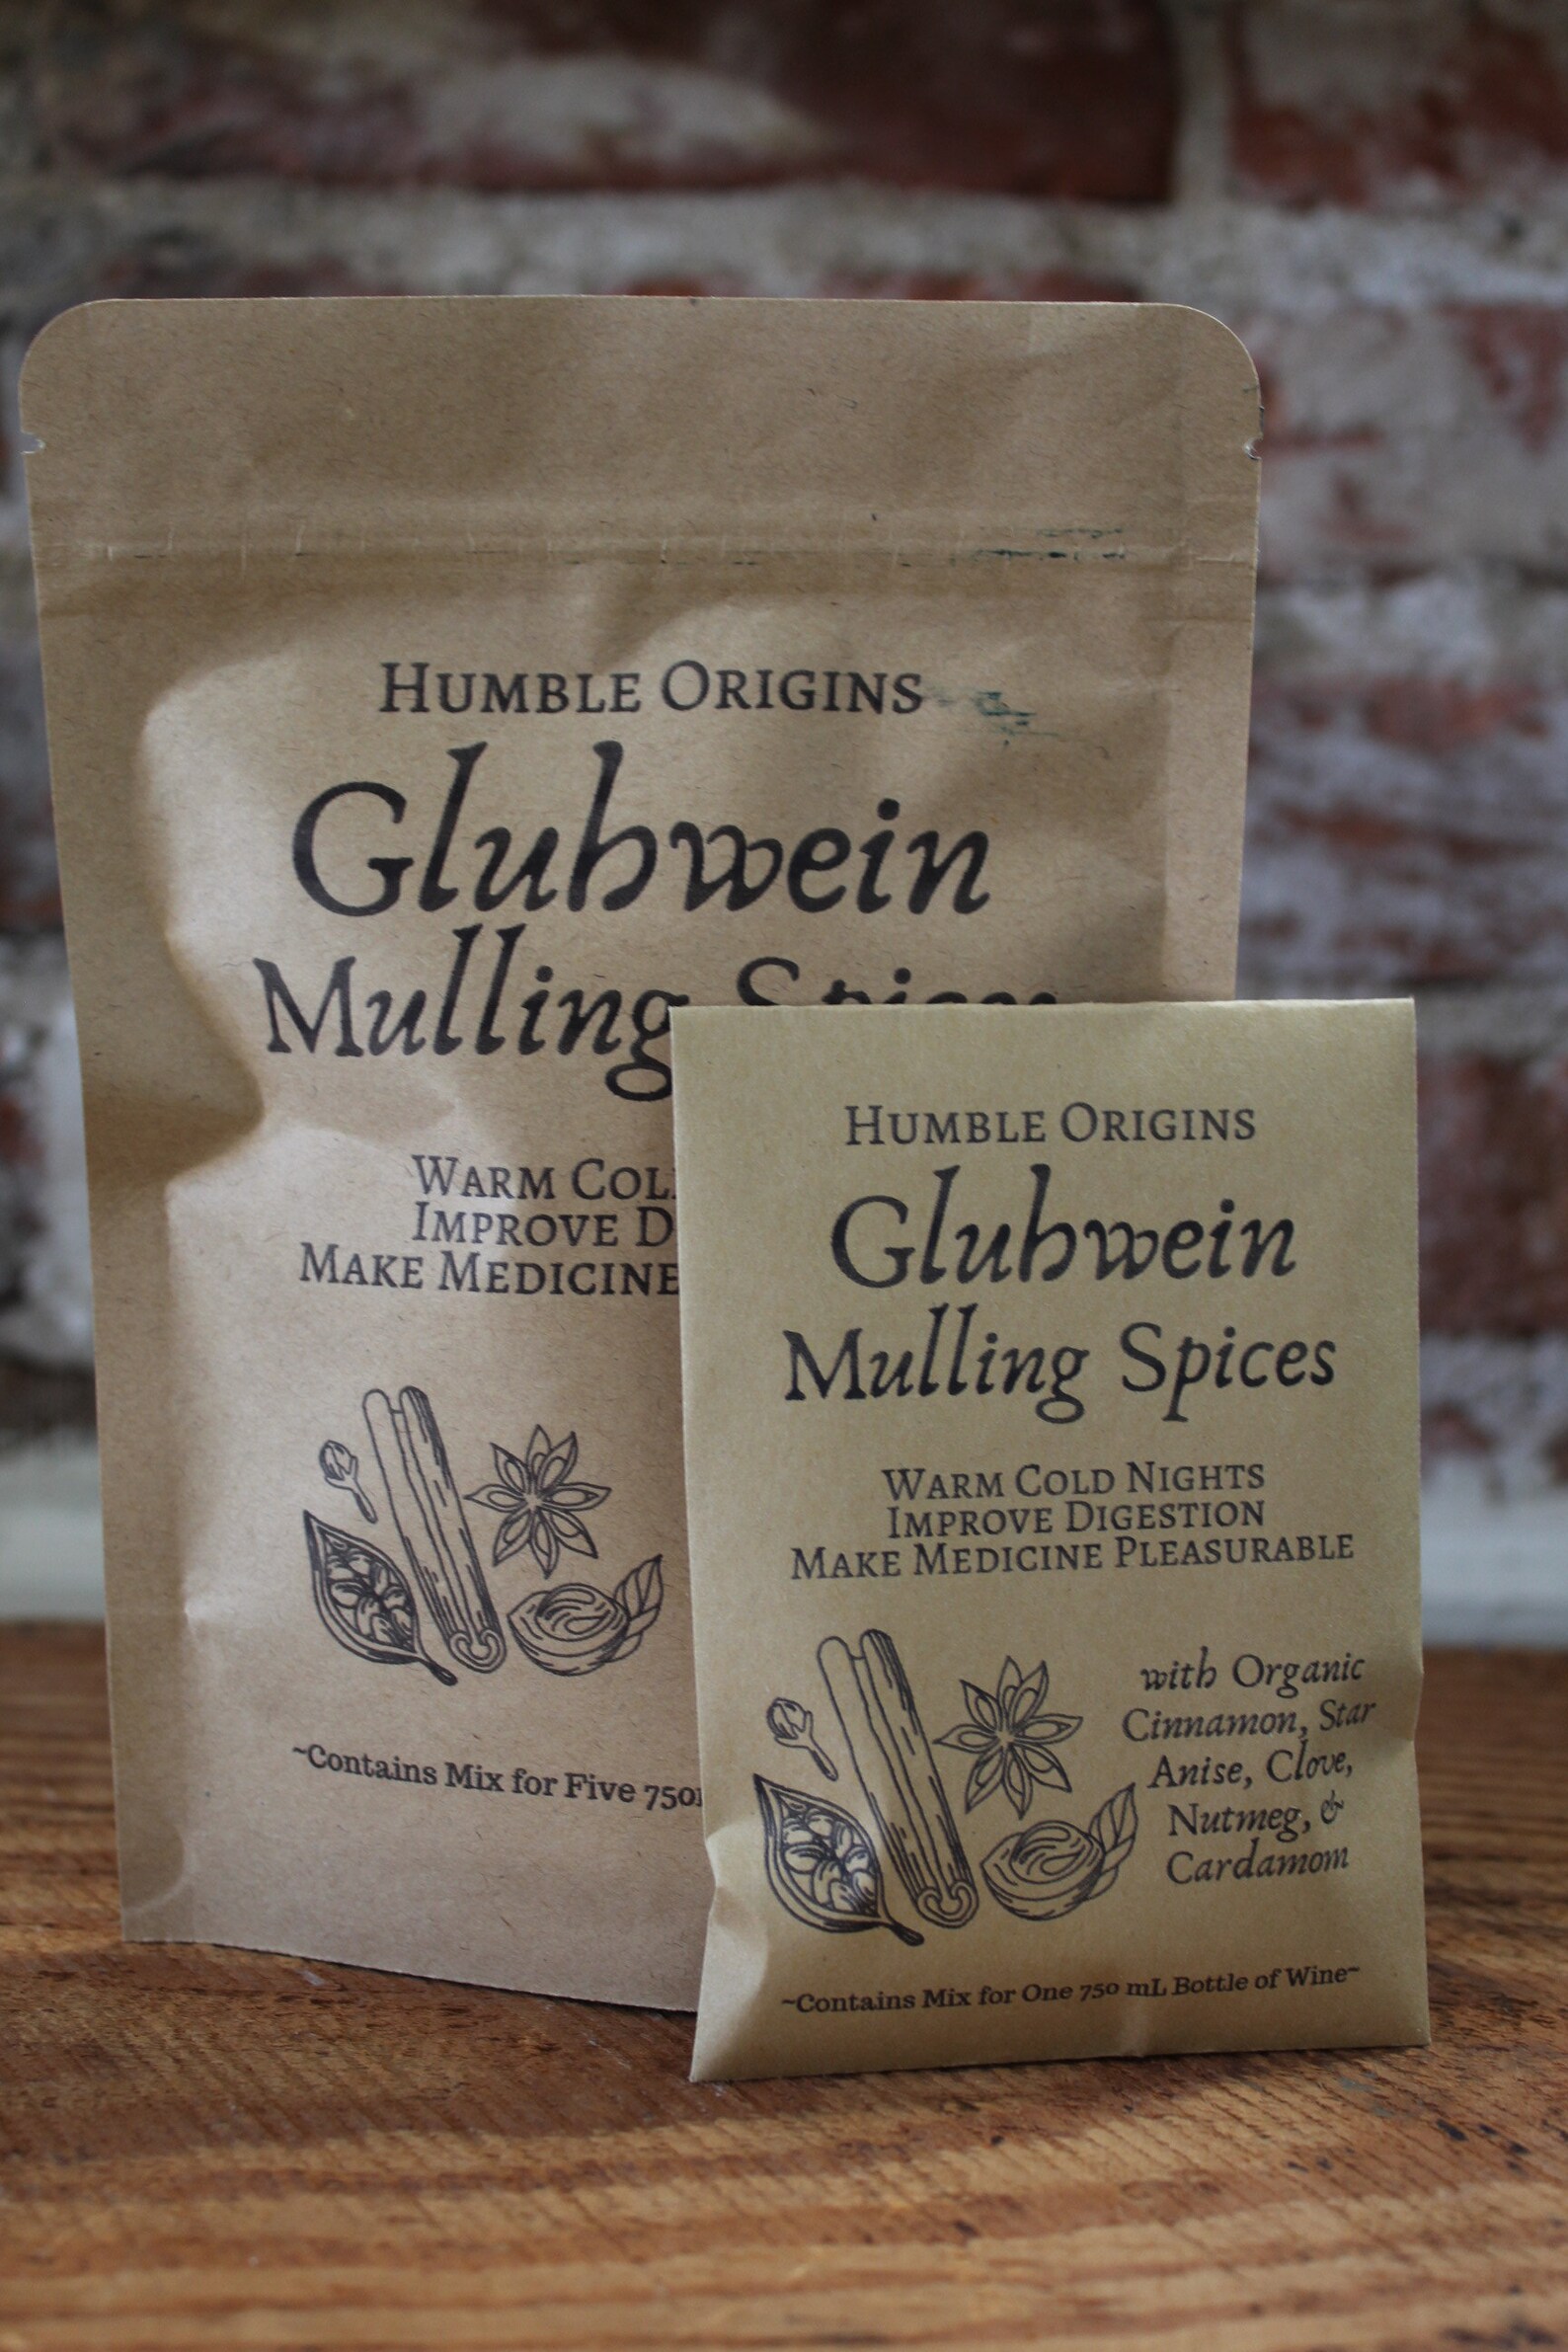 Humble Origins
Gluhwein
Mulling Spices
Warm
Improve
Make Medicine
~Contains Mix for Five
Humble Origins
Gluhwein
Mulling Spices
Warm Cold Nights
Improve Digestion
Make Medicine Pleasurable
with Organic
Cinnamon, Star
Anise, Clove,
Nutmeg, &
Cardamom
~Contains Mix for One 750 mL Bottle of Wine~